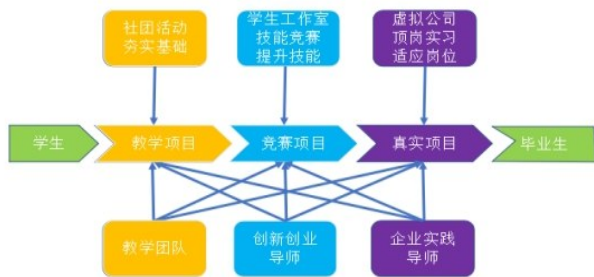 社团活动
夯实基础
学生工作室
技能竞赛
提升技能
虚拟公司
顶岗实习
适应岗位
学生
教学项目
竞赛项目
真实项目
毕业生
教学团队
创新创业
导师
企业实践
导师